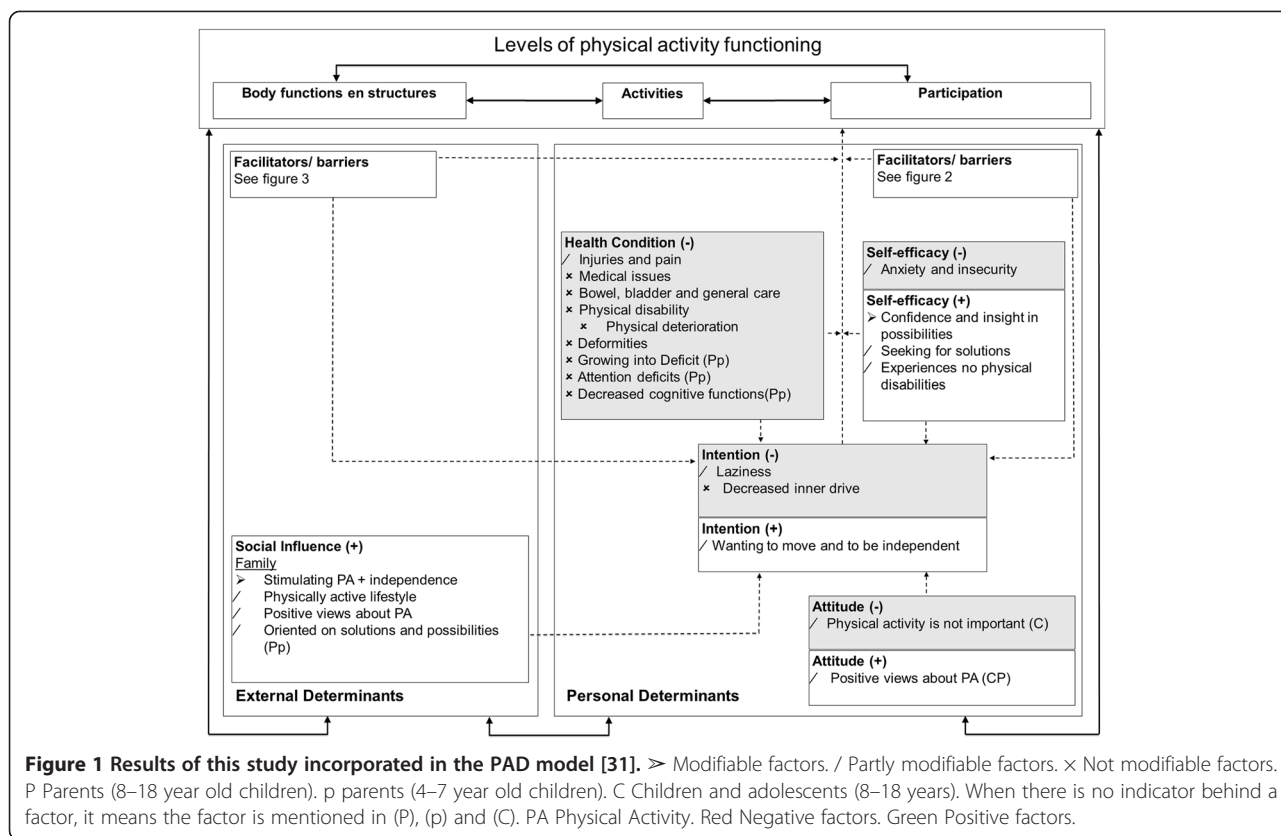 Levels of physical activity functioning
Body functions en structures
Activities
Participation
Facilitators/ barriers
See figure 3
Facilitators/ barriers
See figure 2
Health Condition (-)
/ Injuries and pain
× Medical issues
× Bowel, bladder and general care
× Physical disability
× Physical deterioration
× Deformities
× Growing into Deficit (Pp)
× Attention deficits (Pp)
× Decreased cognitive functions(Pp)
Self-efficacy (-)
/ Anxiety and insecurity
Self-efficacy (+)
➢ Confidence and insight in
possibilities
/ Seeking for solutions
/ Experiences no physical
disabilities
Intention (-)
/ Laziness
× Decreased inner drive
Intention (+)
/ Wanting to move and to be independent
Social Influence (+)
Family
➢ Stimulating PA + independence
/ Physically active lifestyle
/ Positive views about PA
/ Oriented on solutions and possibilities
(Pp)
Attitude (-)
/ Physical activity is not important (C)
Attitude (+)
/ Positive views about PA (CP)
External Determinants
Personal Determinants
Figure 1 Results of this study incorporated in the PAD model [31]. ➢ Modifiable factors. / Partly modifiable factors. × Not modifiable factors.
P Parents (8–18 year old children). p parents (4–7 year old children). C Children and adolescents (8–18 years). When there is no indicator behind a
factor, it means the factor is mentioned in (P), (p) and (C). PA Physical Activity. Red Negative factors. Green Positive factors.